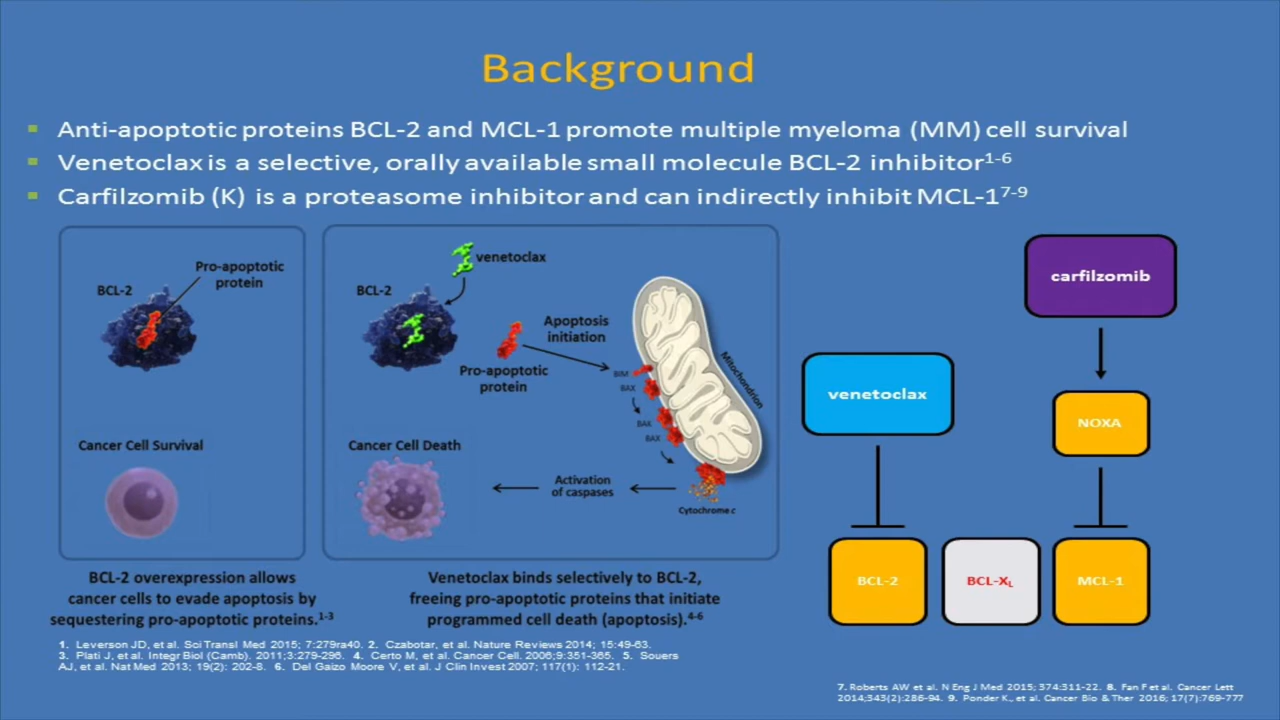 Background
Anti-apoptotic proteins BCL-2 and MCL-1 promote multiple myeloma (MM) cell survival
Venetoclax is a selective, orally available small molecule BCL-2 inhibitor1-6
Carfilzomib (K) is a proteasome inhibitor and can indirectly inhibit MCL-17-9
Pro-apoptotic
protein
BCL-2
Cancer Cell Survival
venetoclax
BCL-2
Apoptosis
initiation
Pro-apoptotic
protein
BIM
BAX
BAK
BAX
Mitochondrion
Cancer Cell Death
Activation
of caspases
Cytochrome c
carfilzomib
venetoclax
NOXA
BCL-2
BCL-XL
MCL-1
BCL-2 overexpression allows
cancer cells to evade apoptosis by
sequestering pro-apoptotic proteins.1-3
Venetoclax binds selectively to BCL-2,
freeing pro-apoptotic proteins that initiate
programmed cell death (apoptosis).4-6
1. Leverson JD, et al. Sci Transl Med 2015; 7:279ra40. 2. Czabotar, et al. Nature Reviews 2014; 15:49-63.
3. Plati J, et al. Integr Biol (Camb). 2011;3:279-296. 4. Certo M, et al. Cancer Cell. 2006;9:351-365. 5. Souers
AJ, et al. Nat Med 2013; 19(2): 202-8. 6. Del Gaizo Moore V, et al. J Clin Invest 2007; 117(1): 112-21.
7. Roberts AW et al. N Eng J Med 2015; 374:311-22. 8. Fan F et al. Cancer Lett
2014;343(2):286-94. 9. Ponder K., et al. Cancer Bio & Ther 2016; 17(7):769-777